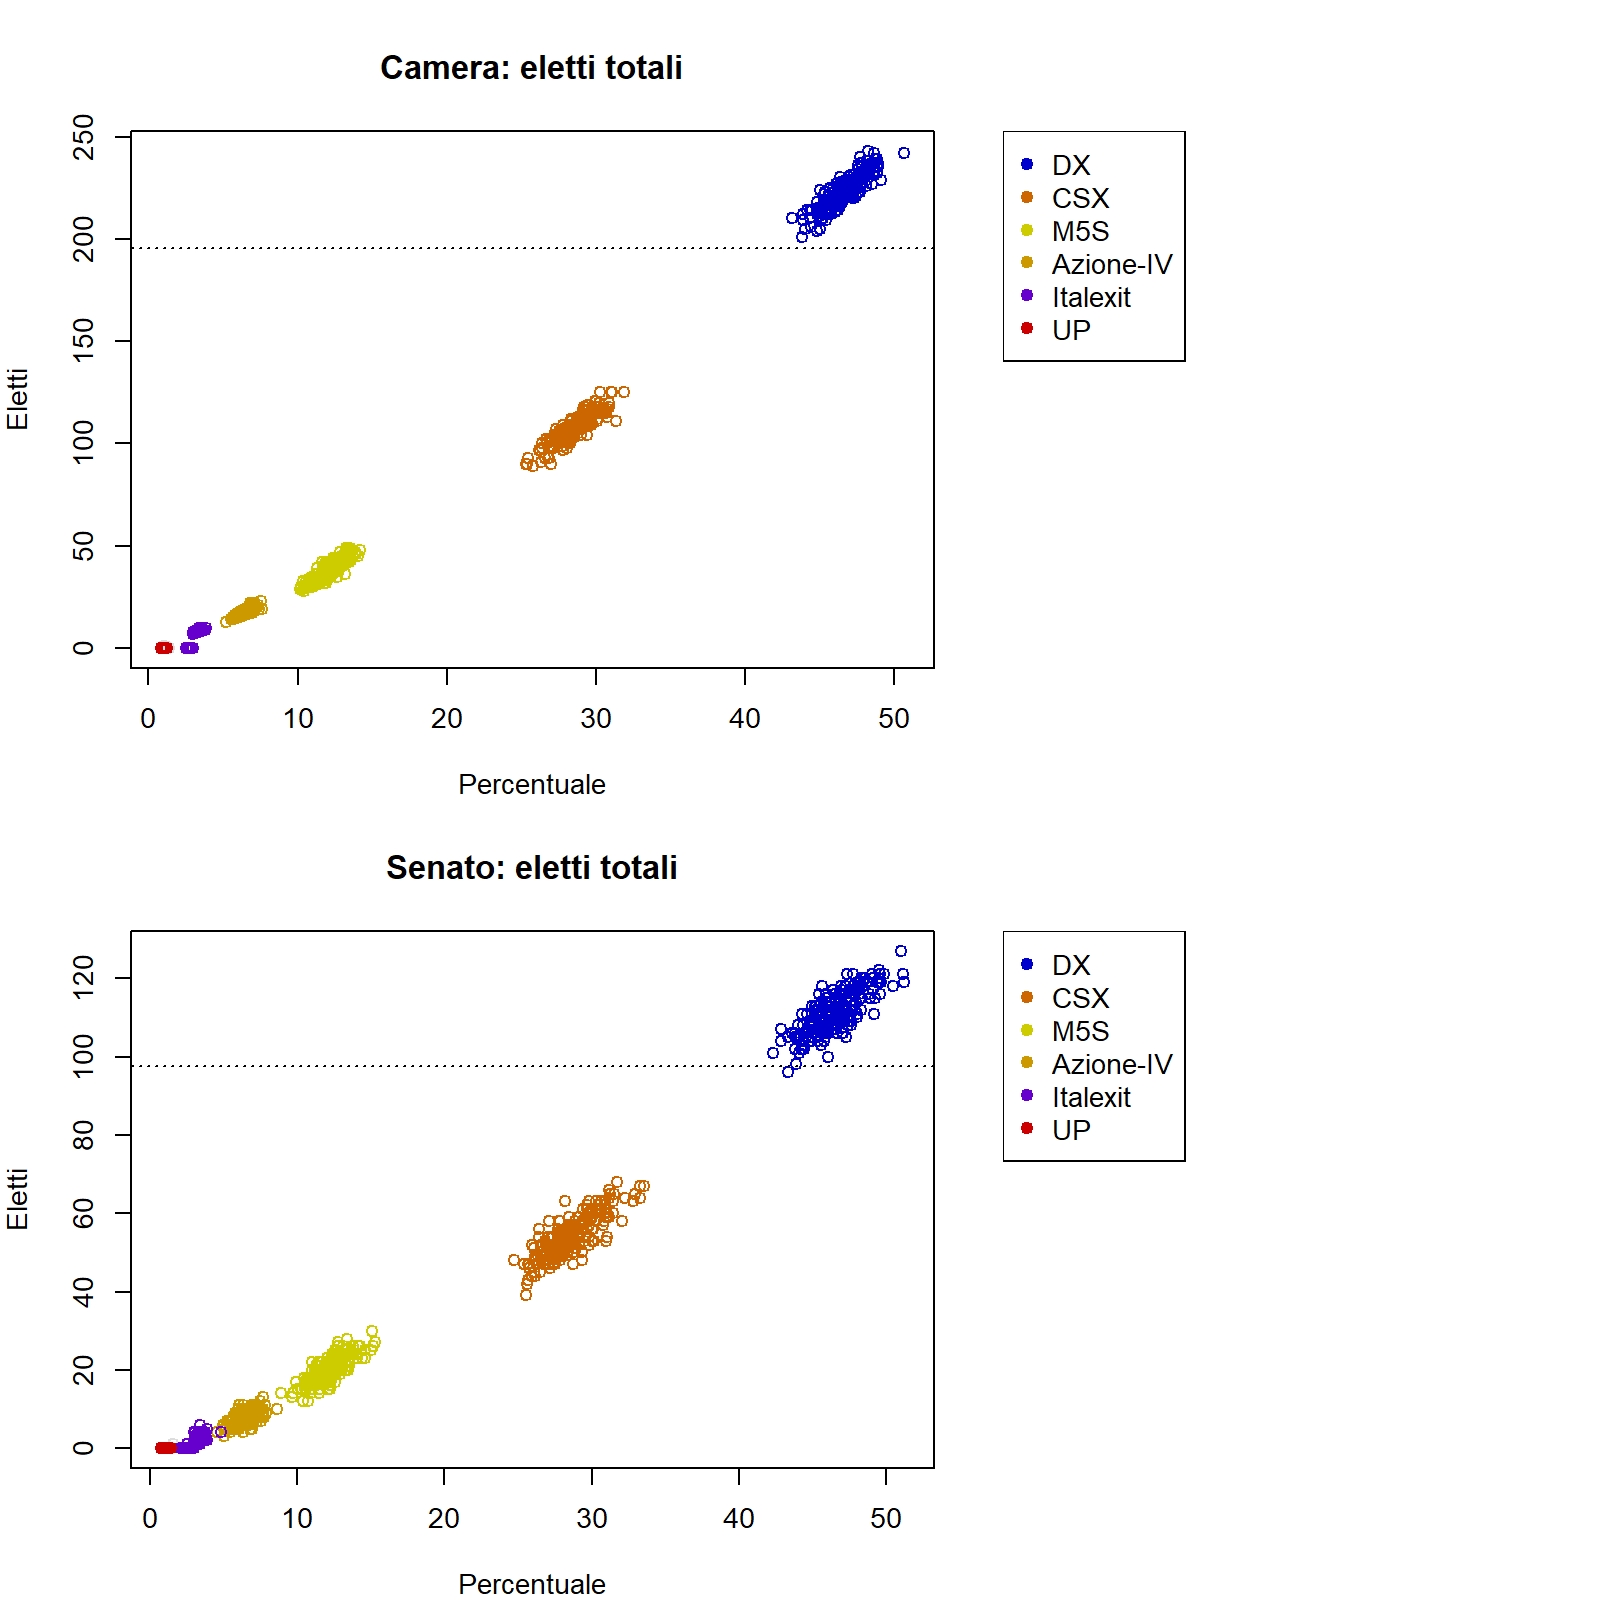 Camera: eletti totali
250
200
150
100
50
0
Eletti
0 10 20 30 40 50
Percentuale
DX
CSX
M5S
Azione-IV
Italexit
UP
Senato: eletti totali
120
100
80
60
40
20
0
Eletti
0 10 20 30 40 50
Percentuale
DX
CSX
M5S
Azione-IV
Italexit
UP